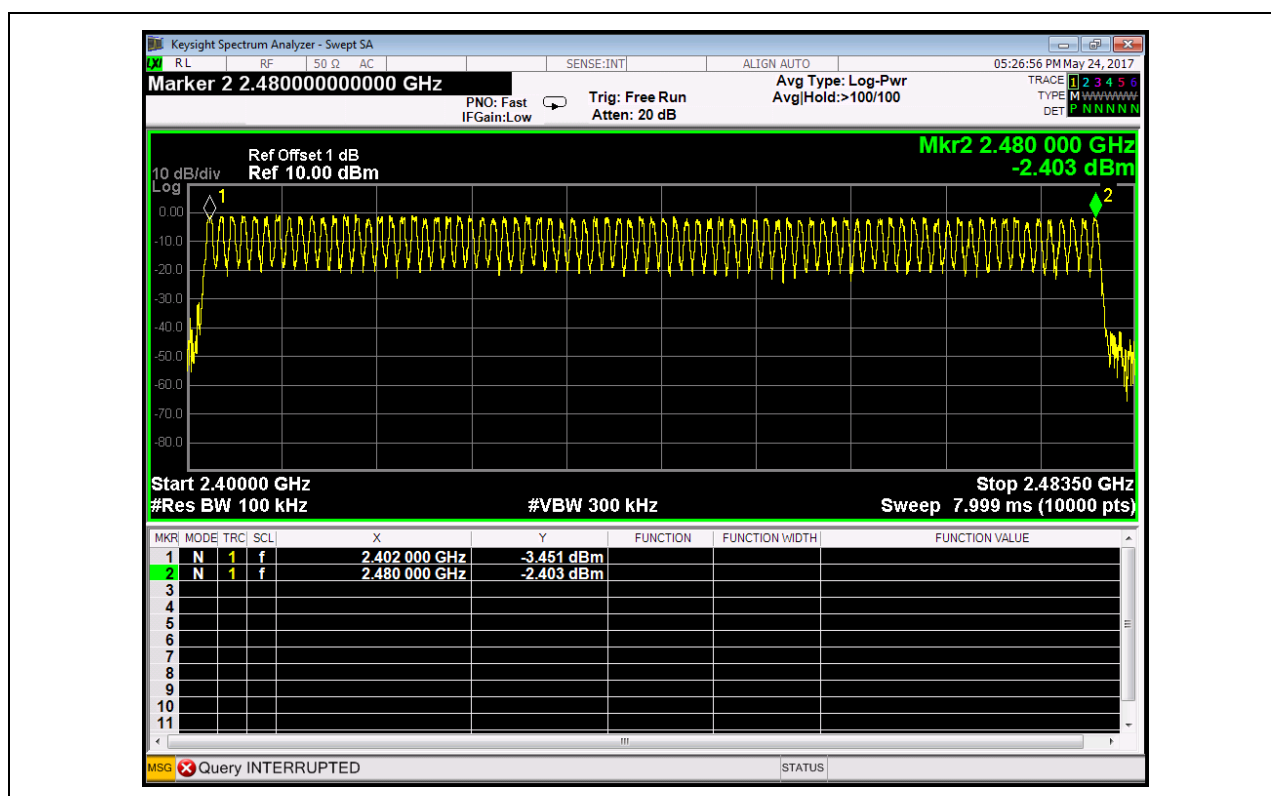 Keysight Spectrum Analyzer - Swept SA
LXI RL RF 50 Ω AC SENSE:INT ALIGN AUTO 05:26:56 PM May 24, 2017
Marker 2 2.480000000000 GHz
PNO: Fast
IFGain:Low
Trig: Free Run
Atten: 20 dB
Avg Type: Log-Pwr
Avg|Hold:>100/100
TRACE 1 2 3 4 5 6
TYPE M W W W W W
DET P N N N N N
Mkr2 2.480 000 GHz
-2.403 dBm
Ref Offset 1 dB
10 dB/div Ref 10.00 dBm
Log
1
2
0.00
-10.0
-20.0
-30.0
-40.0
-50.0
-60.0
-70.0
-80.0
Start 2.40000 GHz Stop 2.48350 GHz
#Res BW 100 kHz #VBW 300 kHz Sweep 7.999 ms (10000 pts)
MKR MODE TRC SCL X Y FUNCTION FUNCTION WIDTH FUNCTION VALUE
1 N 1 f 2.402 000 GHz -3.451 dBm
2 N 1 f 2.480 000 GHz -2.403 dBm
3
4
5
6
7
8
9
10
11
MSG Query INTERRUPTED STATUS